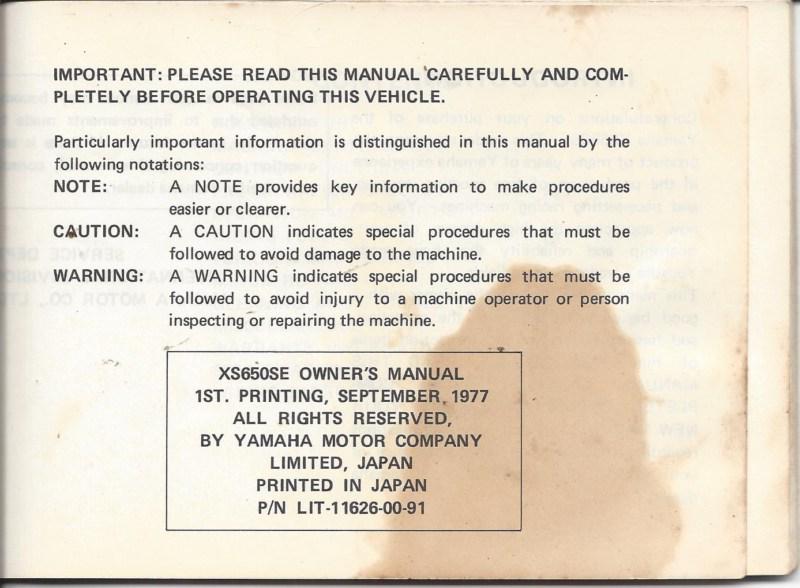 IMPORTANT: PLEASE READ THIS MANUAL CAREFULLY AND COM-
PLETELY BEFORE OPERATING THIS VEHICLE.
Particularly important information is distinguished in this manual by the
following notations:
NOTE: A NOTE provides key information to make procedures
easier or clearer.
CAUTION: A CAUTION indicates special procedures that must be
followed to avoid damage to the machine.
WARNING: A WARNING indicates special procedures that must be
followed to avoid injury to a machine operator or person
inspecting or repairing the machine.
XS650SE OWNER'S MANUAL
1ST. PRINTING, SEPTEMBER, 1977
ALL RIGHTS RESERVED,
BY YAMAHA MOTOR COMPANY
LIMITED, JAPAN
PRINTED IN JAPAN
P/N LIT-11626-00-91